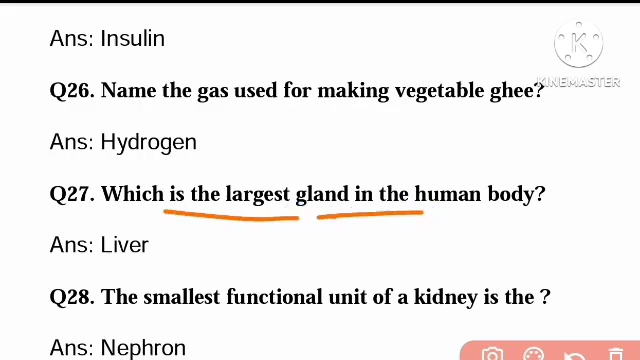 Ans: Insulin
Q26. Name the gas used for making vegetable ghee?
Ans: Hydrogen
Q27. Which is the largest gland in the human body?
Ans: Liver
Q28. The smallest functional unit of a kidney is the ?
Ans: Nephron
K
KINEMASTER